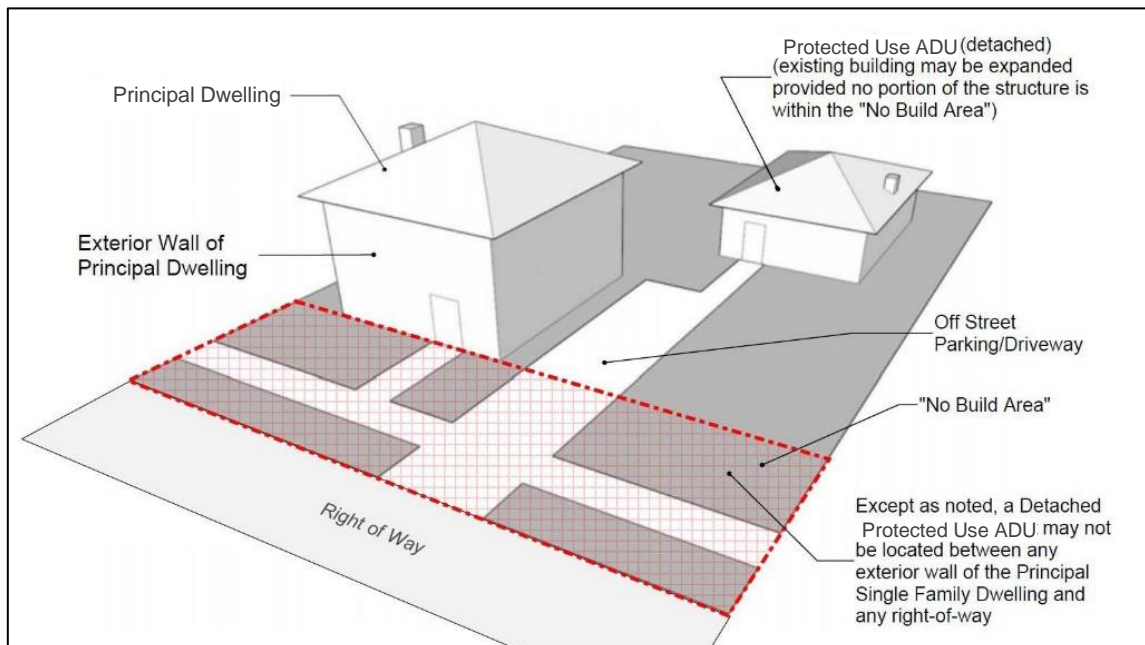 Protected Use ADU (detached)
(existing building may be expanded
provided no portion of the structure is
within the "No Build Area")
Principal Dwelling
Exterior Wall of
Principal Dwelling
Off Street
Parking/Driveway
"No Build Area"
Except as noted, a Detached
Protected Use ADU may not
be located between any
exterior wall of the Principal
Single Family Dwelling and
any right-of-way
Right of Way